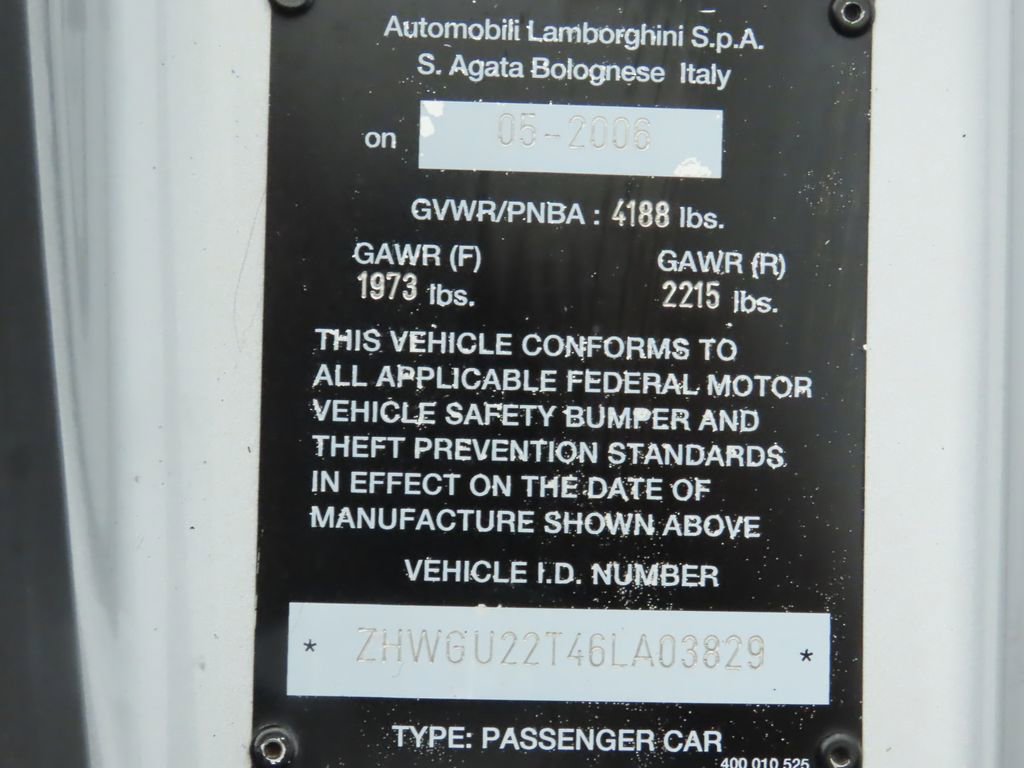 Automobili Lamborghini S.p.A.
S. Agata Bolognese Italy
on 05-2006
GVWR/PNBA : 4188 lbs.
GAWR (F) GAWR (R)
1973 lbs. 2215 lbs.
THIS VEHICLE CONFORMS TO
ALL APPLICABLE FEDERAL MOTOR
VEHICLE SAFETY BUMPER AND
THEFT PREVENTION STANDARDS
IN EFFECT ON THE DATE OF
MANUFACTURE SHOWN ABOVE
VEHICLE I.D. NUMBER
* ZHWGU22T46LA03829 *
TYPE: PASSENGER CAR
400 010 525